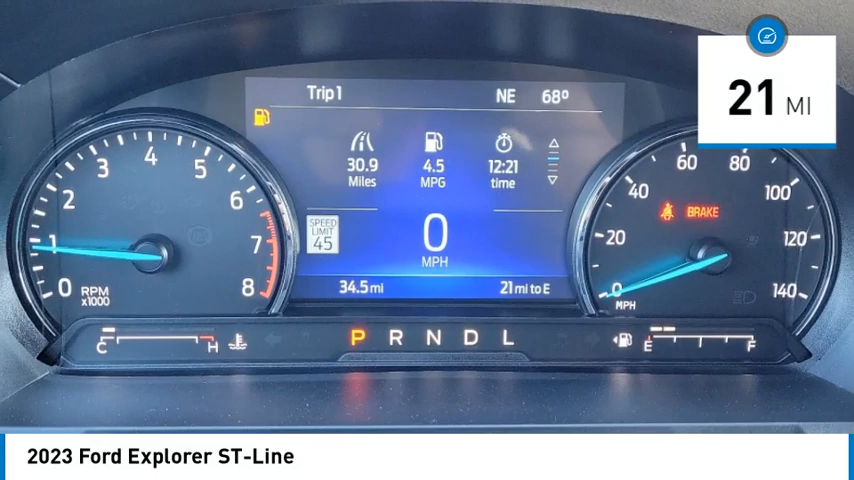 21 MI
Trip 1 NE 68°
30.9 4.5 12:21
Miles MPG time
SPEED
LIMIT
45
0
MPH
34.5 mi 21 mi to E
0 1 2 3 4 5 6 7 8
RPM
x1000
0 20 40 60 80 100 120 140
MPH
BRAKE
C H
P R N D L
E F
2023 Ford Explorer ST-Line